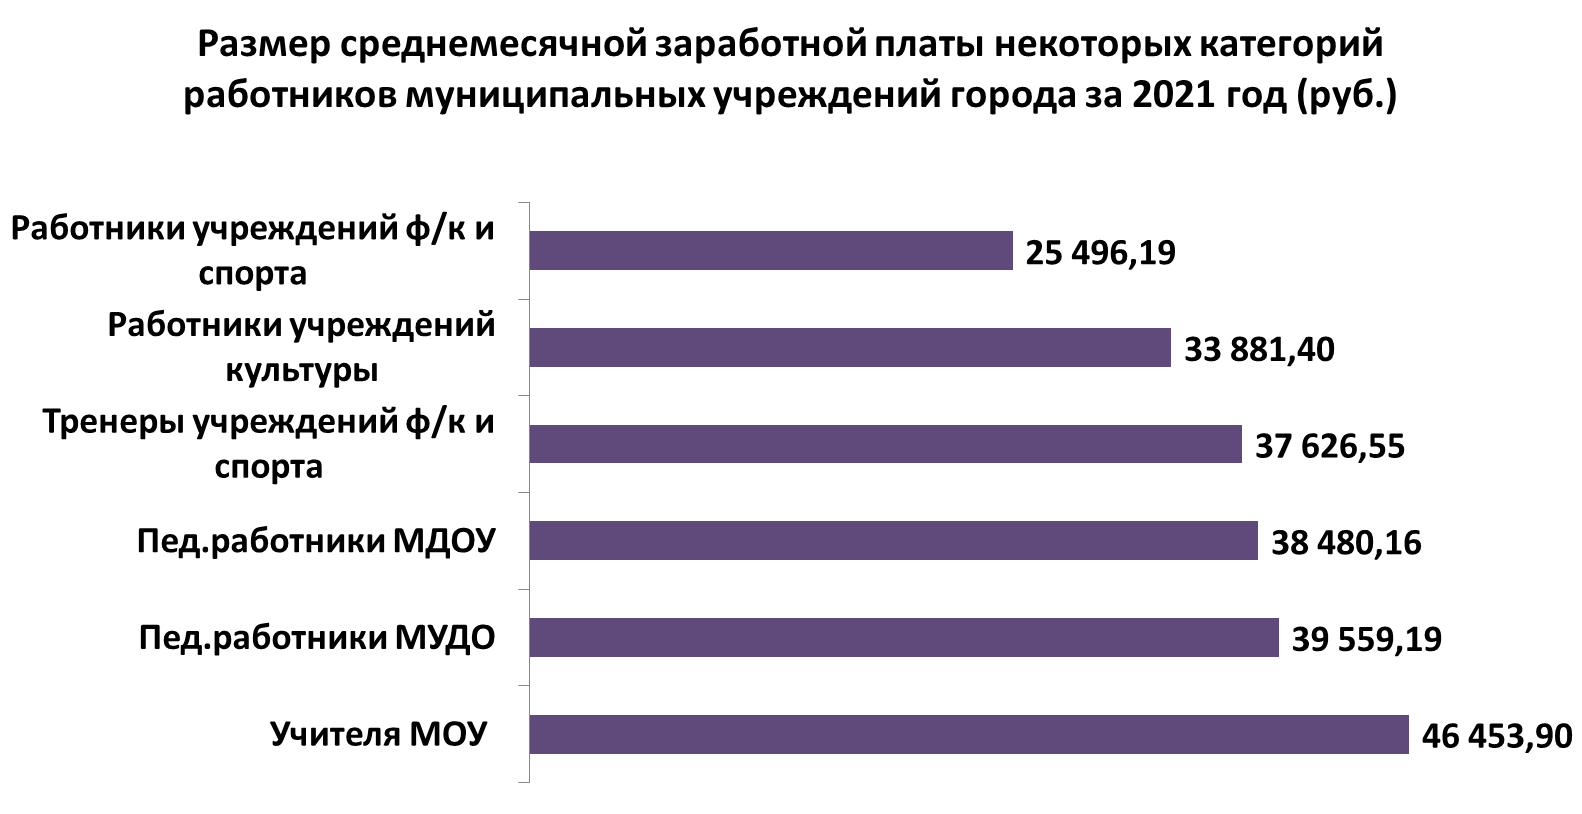 Размер среднемесячной заработной платы некоторых категорий
работников муниципальных учреждений города за 2021 год (руб.)
Работники учреждений ф/к и
спорта
25 496,19
Работники учреждений
культуры
33 881,40
Тренеры учреждений ф/к и
спорта
37 626,55
Пед.работники МДОУ
38 480,16
Пед.работники МУДО
39 559,19
Учителя МОУ
46 453,90